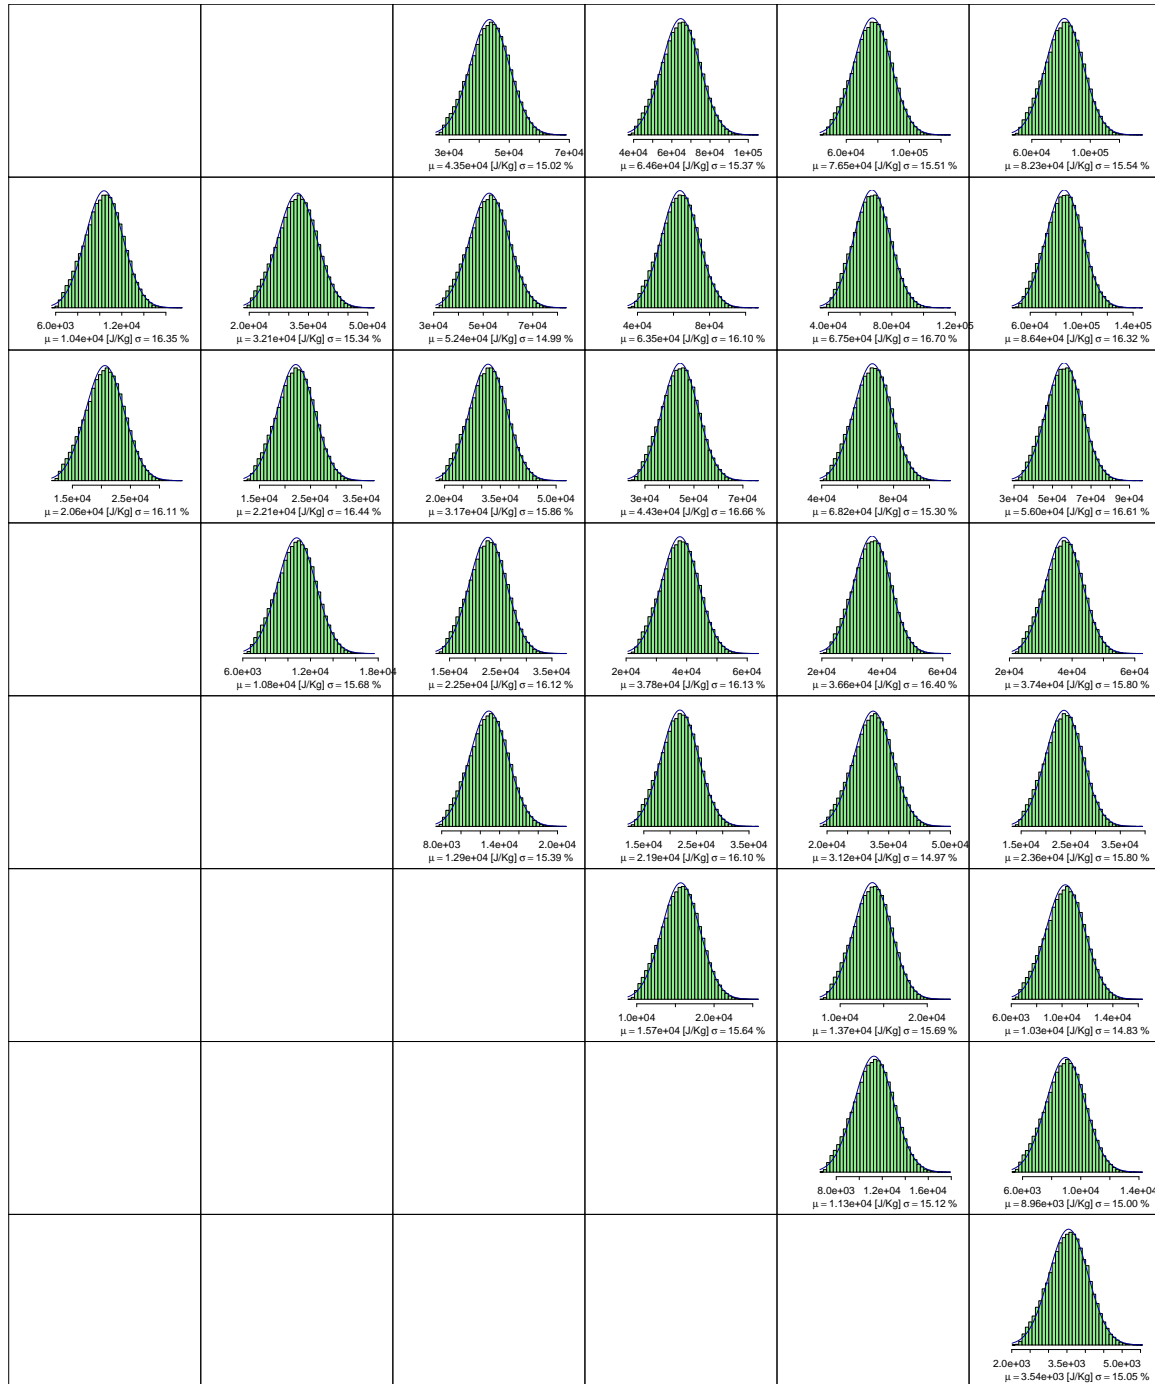 3e+04 5e+04 7e+04
μ = 4.35e+04 [J/Kg] σ = 15.02 %
4e+04 6e+04 8e+04 1e+05
μ = 6.46e+04 [J/Kg] σ = 15.37 %
6.0e+04 1.0e+05
μ = 7.65e+04 [J/Kg] σ = 15.51 %
6.0e+04 1.0e+05
μ = 8.23e+04 [J/Kg] σ = 15.54 %
6.0e+03 1.2e+04
μ = 1.04e+04 [J/Kg] σ = 16.35 %
2.0e+04 3.5e+04 5.0e+04
μ = 3.21e+04 [J/Kg] σ = 15.34 %
3e+04 5e+04 7e+04
μ = 5.24e+04 [J/Kg] σ = 14.99 %
4e+04 8e+04
μ = 6.35e+04 [J/Kg] σ = 16.10 %
4.0e+04 8.0e+04 1.2e+05
μ = 6.75e+04 [J/Kg] σ = 16.70 %
6.0e+04 1.0e+05 1.4e+05
μ = 8.64e+04 [J/Kg] σ = 16.32 %
1.5e+04 2.5e+04
μ = 2.06e+04 [J/Kg] σ = 16.11 %
1.5e+04 2.5e+04 3.5e+04
μ = 2.21e+04 [J/Kg] σ = 16.44 %
2.0e+04 3.5e+04 5.0e+04
μ = 3.17e+04 [J/Kg] σ = 15.86 %
3e+04 5e+04 7e+04
μ = 4.43e+04 [J/Kg] σ = 16.66 %
4e+04 8e+04
μ = 6.82e+04 [J/Kg] σ = 15.30 %
3e+04 5e+04 7e+04 9e+04
μ = 5.60e+04 [J/Kg] σ = 16.61 %
6.0e+03 1.2e+04 1.8e+04
μ = 1.08e+04 [J/Kg] σ = 15.68 %
1.5e+04 2.5e+04 3.5e+04
μ = 2.25e+04 [J/Kg] σ = 16.12 %
2e+04 4e+04 6e+04
μ = 3.78e+04 [J/Kg] σ = 16.13 %
2e+04 4e+04 6e+04
μ = 3.66e+04 [J/Kg] σ = 16.40 %
2e+04 4e+04 6e+04
μ = 3.74e+04 [J/Kg] σ = 15.80 %
8.0e+03 1.4e+04 2.0e+04
μ = 1.29e+04 [J/Kg] σ = 15.39 %
1.5e+04 2.5e+04 3.5e+04
μ = 2.19e+04 [J/Kg] σ = 16.10 %
2.0e+04 3.5e+04 5.0e+04
μ = 3.12e+04 [J/Kg] σ = 14.97 %
1.5e+04 2.5e+04 3.5e+04
μ = 2.36e+04 [J/Kg] σ = 15.80 %
1.0e+04 2.0e+04
μ = 1.57e+04 [J/Kg] σ = 15.64 %
1.0e+04 2.0e+04
μ = 1.37e+04 [J/Kg] σ = 15.69 %
6.0e+03 1.0e+04 1.4e+04
μ = 1.03e+04 [J/Kg] σ = 14.83 %
8.0e+03 1.2e+04 1.6e+04
μ = 1.13e+04 [J/Kg] σ = 15.12 %
6.0e+03 1.0e+04 1.4e+04
μ = 8.96e+03 [J/Kg] σ = 15.00 %
2.0e+03 3.5e+03 5.0e+03
μ = 3.54e+03 [J/Kg] σ = 15.05 %